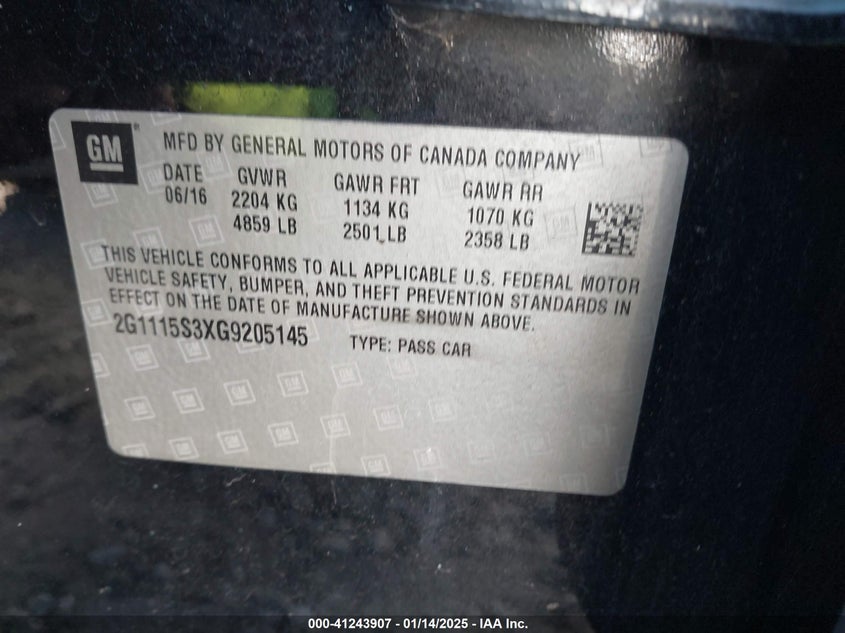 GM
MFD BY GENERAL MOTORS OF CANADA COMPANY
DATE GVWR GAWR FRT GAWR RR
06/16 2204 KG 1134 KG 1070 KG
4859 LB 2501 LB 2358 LB
THIS VEHICLE CONFORMS TO ALL APPLICABLE U.S. FEDERAL MOTOR
VEHICLE SAFETY, BUMPER, AND THEFT PREVENTION STANDARDS IN
EFFECT ON THE DATE OF MANUFACTURE SHOWN ABOVE.
2G1115S3XG9205145 TYPE: PASS CAR
000-41243907 - 01/14/2025 - IAA Inc.